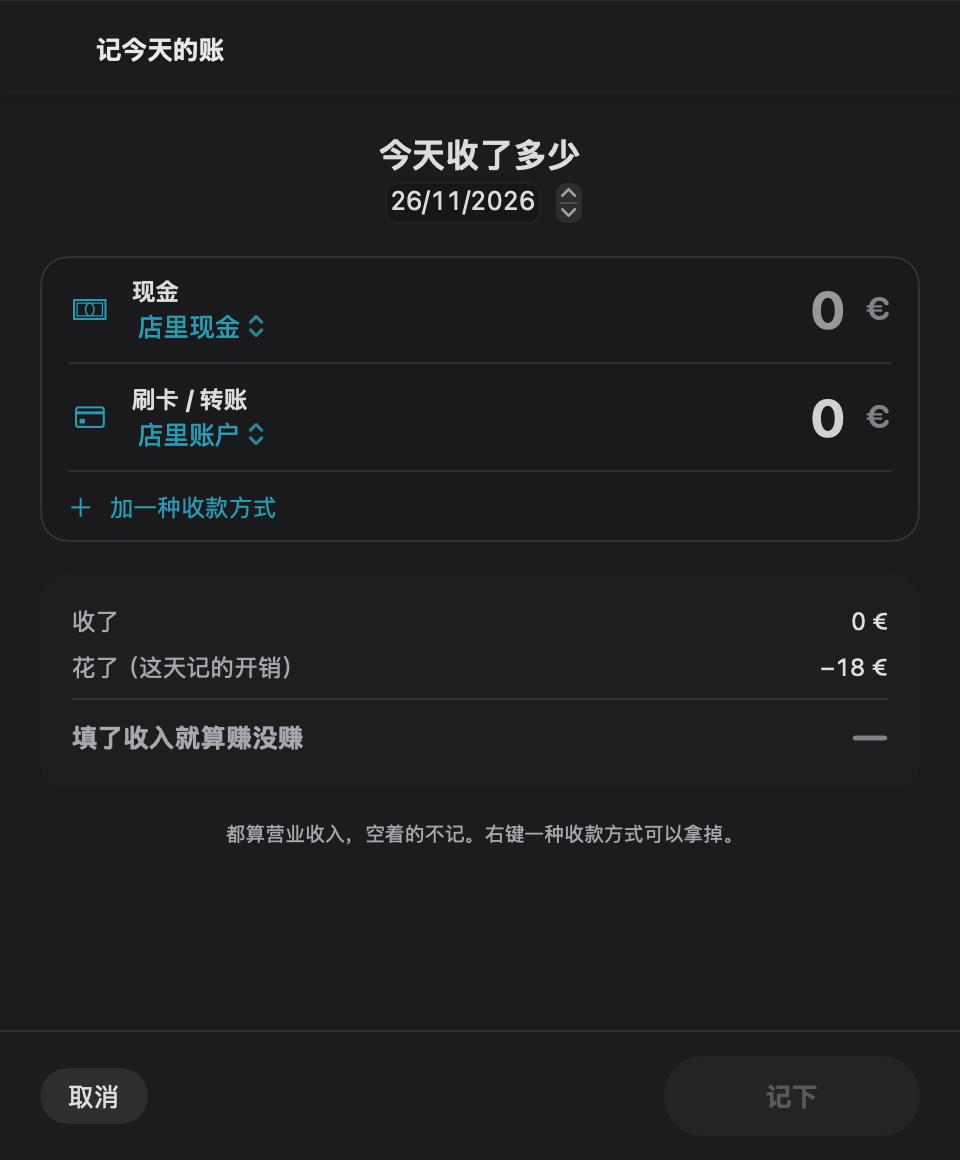 记今天的账
今天收了多少
26/11/2026
现金
店里现金
0 €
刷卡 / 转账
店里账户
0 €
+ 加一种收款方式
收了 0 €
花了（这天记的开销） −18 €
填了收入就算赚没赚 —
都算营业收入，空着的不记。右键一种收款方式可以拿掉。
取消
记下